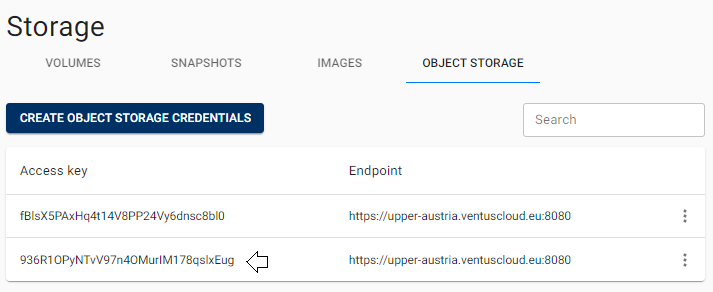 Storage
VOLUMES SNAPSHOTS IMAGES OBJECT STORAGE
CREATE OBJECT STORAGE CREDENTIALS Search
Access key Endpoint
fBlsX5PAxHq4t14V8PP24Vy6dnsc8bl0 https://upper-austria.ventuscloud.eu:8080
936R1OPyNTvV97n4OMurIM178qslxEug https://upper-austria.ventuscloud.eu:8080